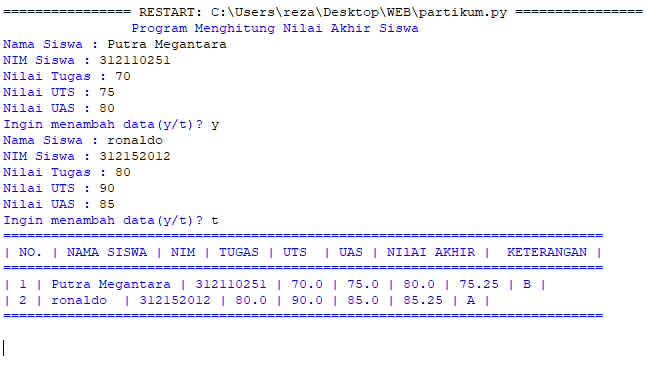 ================ RESTART: C:\Users\reza\Desktop\WEB\partikum.py ================
Program Menghitung Nilai Akhir Siswa
Nama Siswa : Putra Megantara
NIM Siswa : 312110251
Nilai Tugas : 70
Nilai UTS : 75
Nilai UAS : 80
Ingin menambah data(y/t)? y
Nama Siswa : ronaldo
NIM Siswa : 312152012
Nilai Tugas : 80
Nilai UTS : 90
Nilai UAS : 85
Ingin menambah data(y/t)? t
===========================================================================
| NO. | NAMA SISWA | NIM | TUGAS | UTS  | UAS | NIlAI AKHIR |  KETERANGAN |
===========================================================================
| 1 | Putra Megantara | 312110251 | 70.0 | 75.0 | 80.0 | 75.25 | B |
| 2 | ronaldo  | 312152012 | 80.0 | 90.0 | 85.0 | 85.25 | A |
===========================================================================